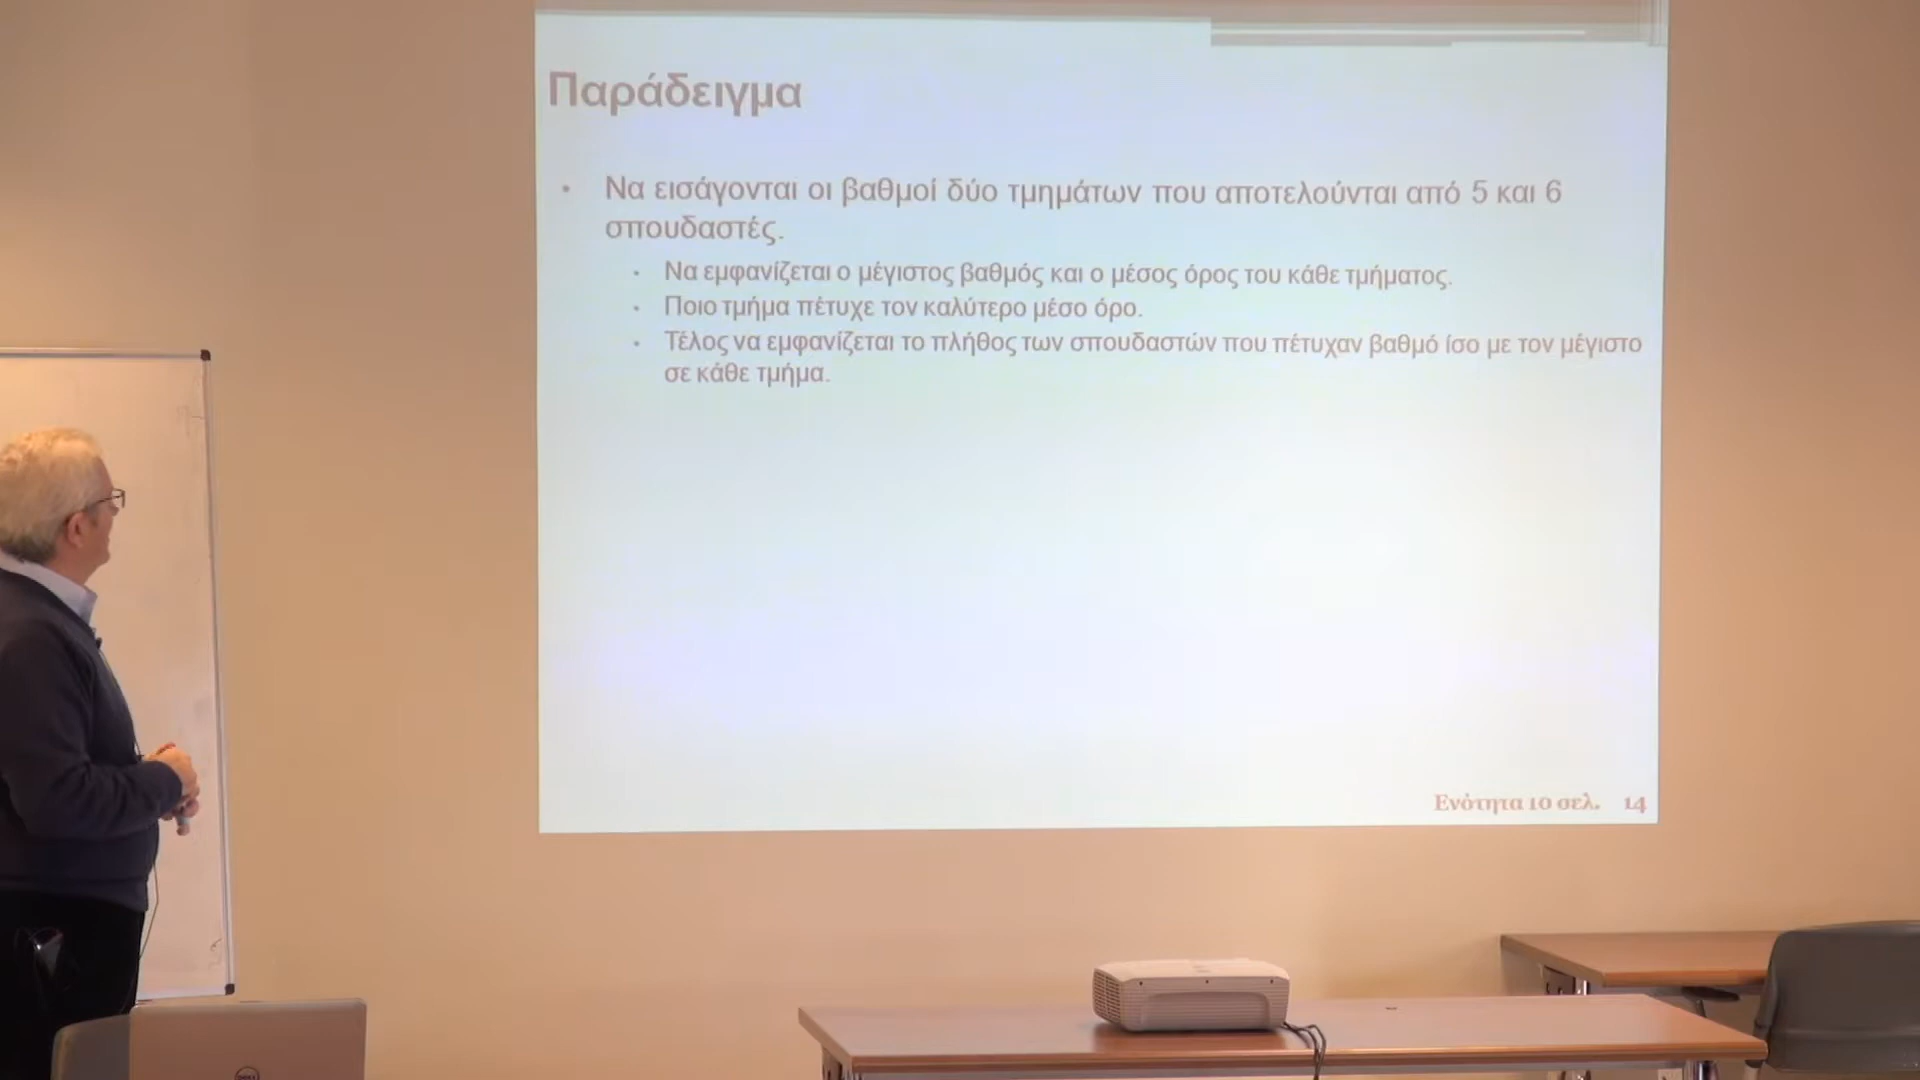 Παράδειγμα
• Να εισάγονται οι βαθμοί δύο τμημάτων που αποτελούνται από 5 και 6
σπουδαστές.
• Να εμφανίζεται ο μέγιστος βαθμός και ο μέσος όρος του κάθε τμήματος.
• Ποιο τμήμα πέτυχε τον καλύτερο μέσο όρο.
• Τέλος να εμφανίζεται το πλήθος των σπουδαστών που πέτυχαν βαθμό ίσο με τον μέγιστο
σε κάθε τμήμα.
Ενότητα 10 σελ. 14
DELL